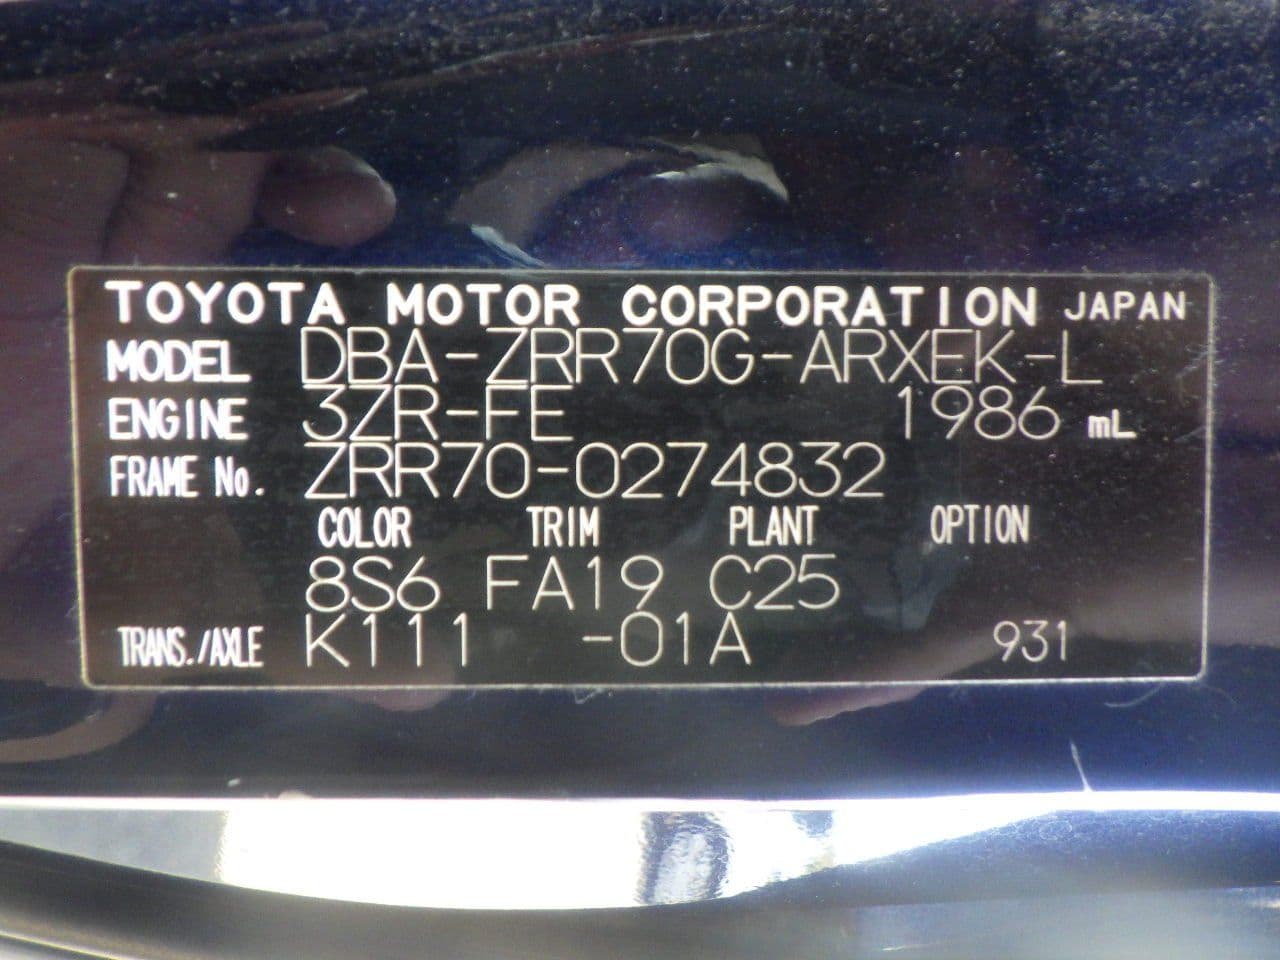 TOYOTA MOTOR CORPORATION JAPAN
MODEL DBA-ZRR70G-ARXEK-L
ENGINE 3ZR-FE 1986 mL
FRAME No. ZRR70-0274832
COLOR TRIM PLANT OPTION
8S6 FA19 C25
TRANS./AXLE K111 -01A 931